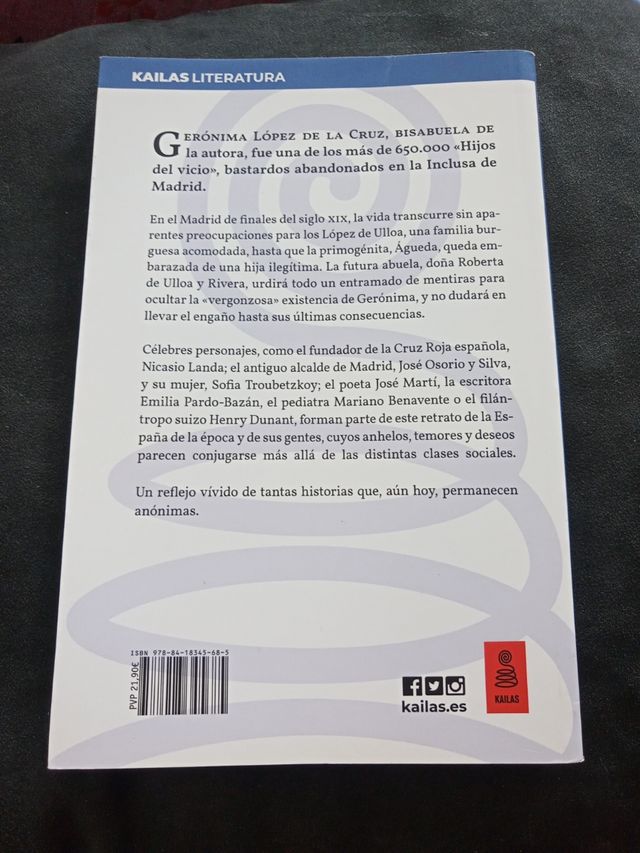 KAILAS LITERATURA
GERÓNIMA LÓPEZ DE LA CRUZ, BISABUELA DE
la autora, fue una de los más de 650.000 «Hijos
del vicio», bastardos abandonados en la Inclusa de
Madrid.
En el Madrid de finales del siglo XIX, la vida transcurre sin apa-
rentes preocupaciones para los López de Ulloa, una familia bur-
guesa acomodada, hasta que la primogénita, Águeda, queda em-
barazada de una hija ilegítima. La futura abuela, doña Roberta
de Ulloa y Rivera, urdirá todo un entramado de mentiras para
ocultar la «vergonzosa» existencia de Gerónima, y no dudará en
llevar el engaño hasta sus últimas consecuencias.
Célebres personajes, como el fundador de la Cruz Roja española,
Nicasio Landa; el antiguo alcalde de Madrid, José Osorio y Silva,
y su mujer, Sofia Troubetzkoy; el poeta José Martí, la escritora
Emilia Pardo-Bazán, el pediatra Mariano Benavente o el filán-
tropo suizo Henry Dunant, forman parte de este retrato de la Es-
paña de la época y de sus gentes, cuyos anhelos, temores y deseos
parecen conjugarse más allá de las distintas clases sociales.
Un reflejo vívido de tantas historias que, aún hoy, permanecen
anónimas.
ISBN 978-84-18345-68-5
PVP 21,90€
kailas.es
KAILAS